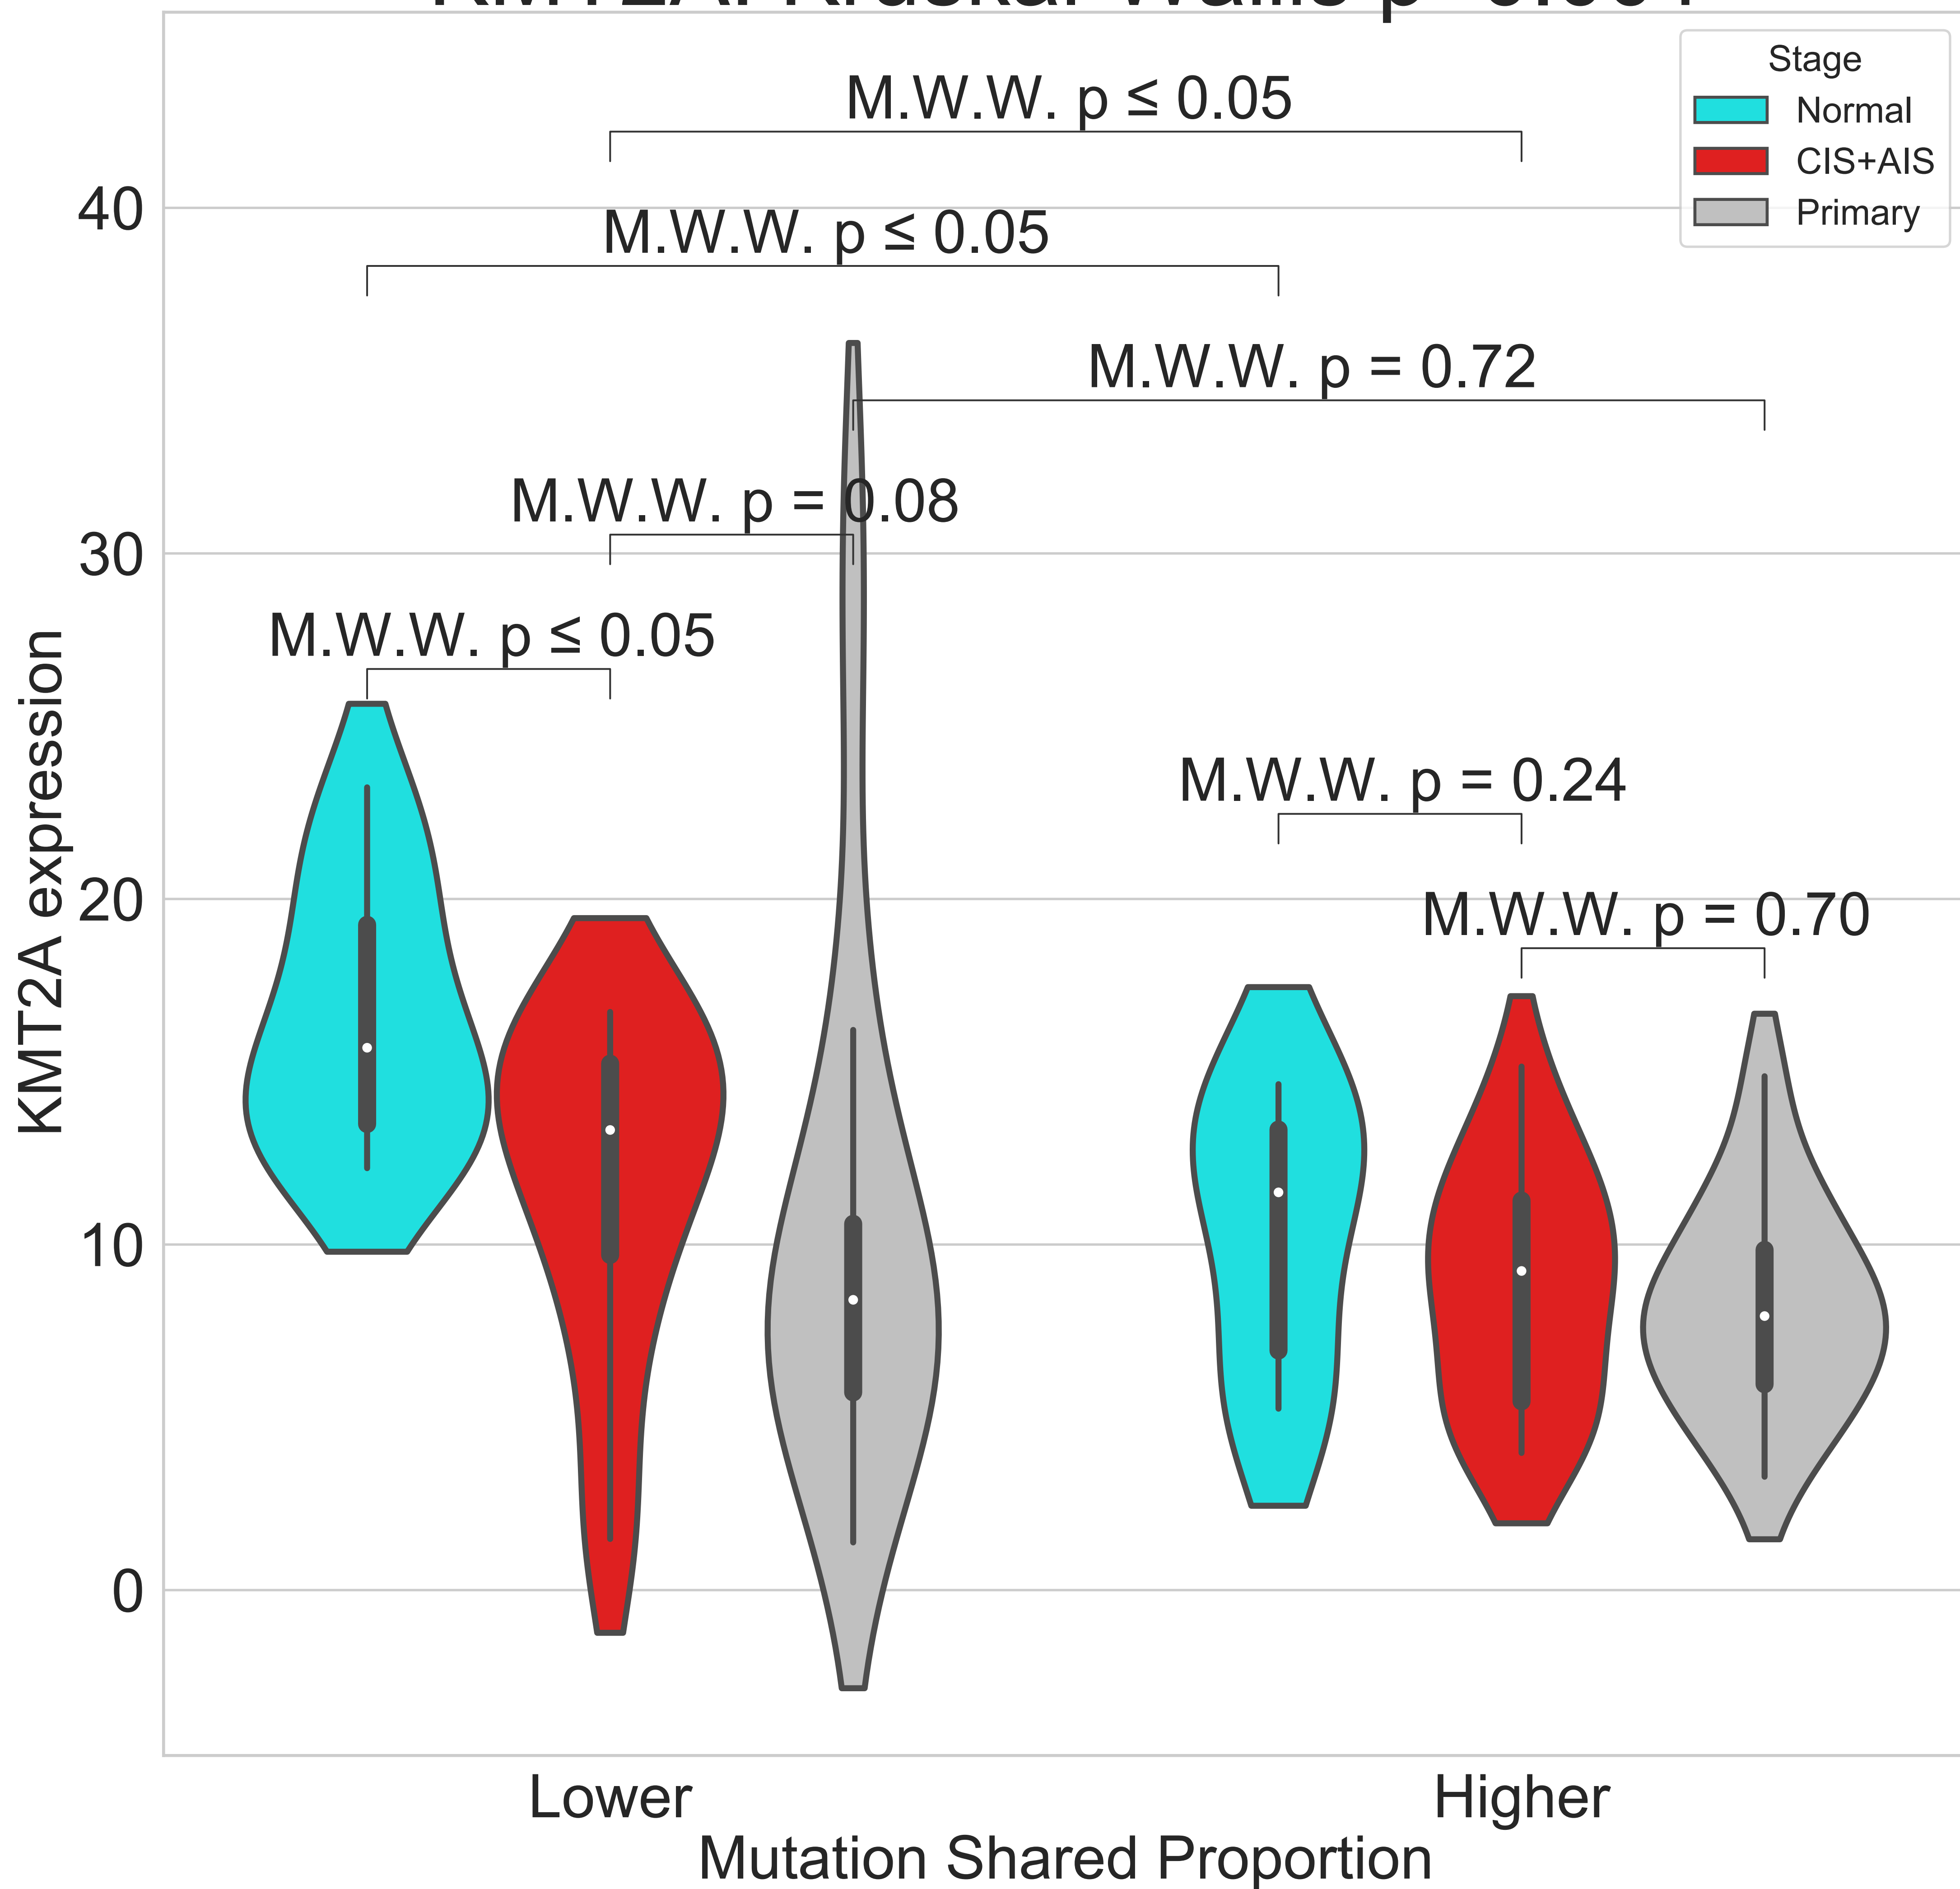 Stage
Normal
CIS+AIS
Primary
M.W.W. p ≤ 0.05
M.W.W. p ≤ 0.05
M.W.W. p = 0.72
M.W.W. p = 0.08
M.W.W. p ≤ 0.05
M.W.W. p = 0.24
M.W.W. p = 0.70
40
30
20
10
0
KMT2A expression
Lower
Higher
Mutation Shared Proportion